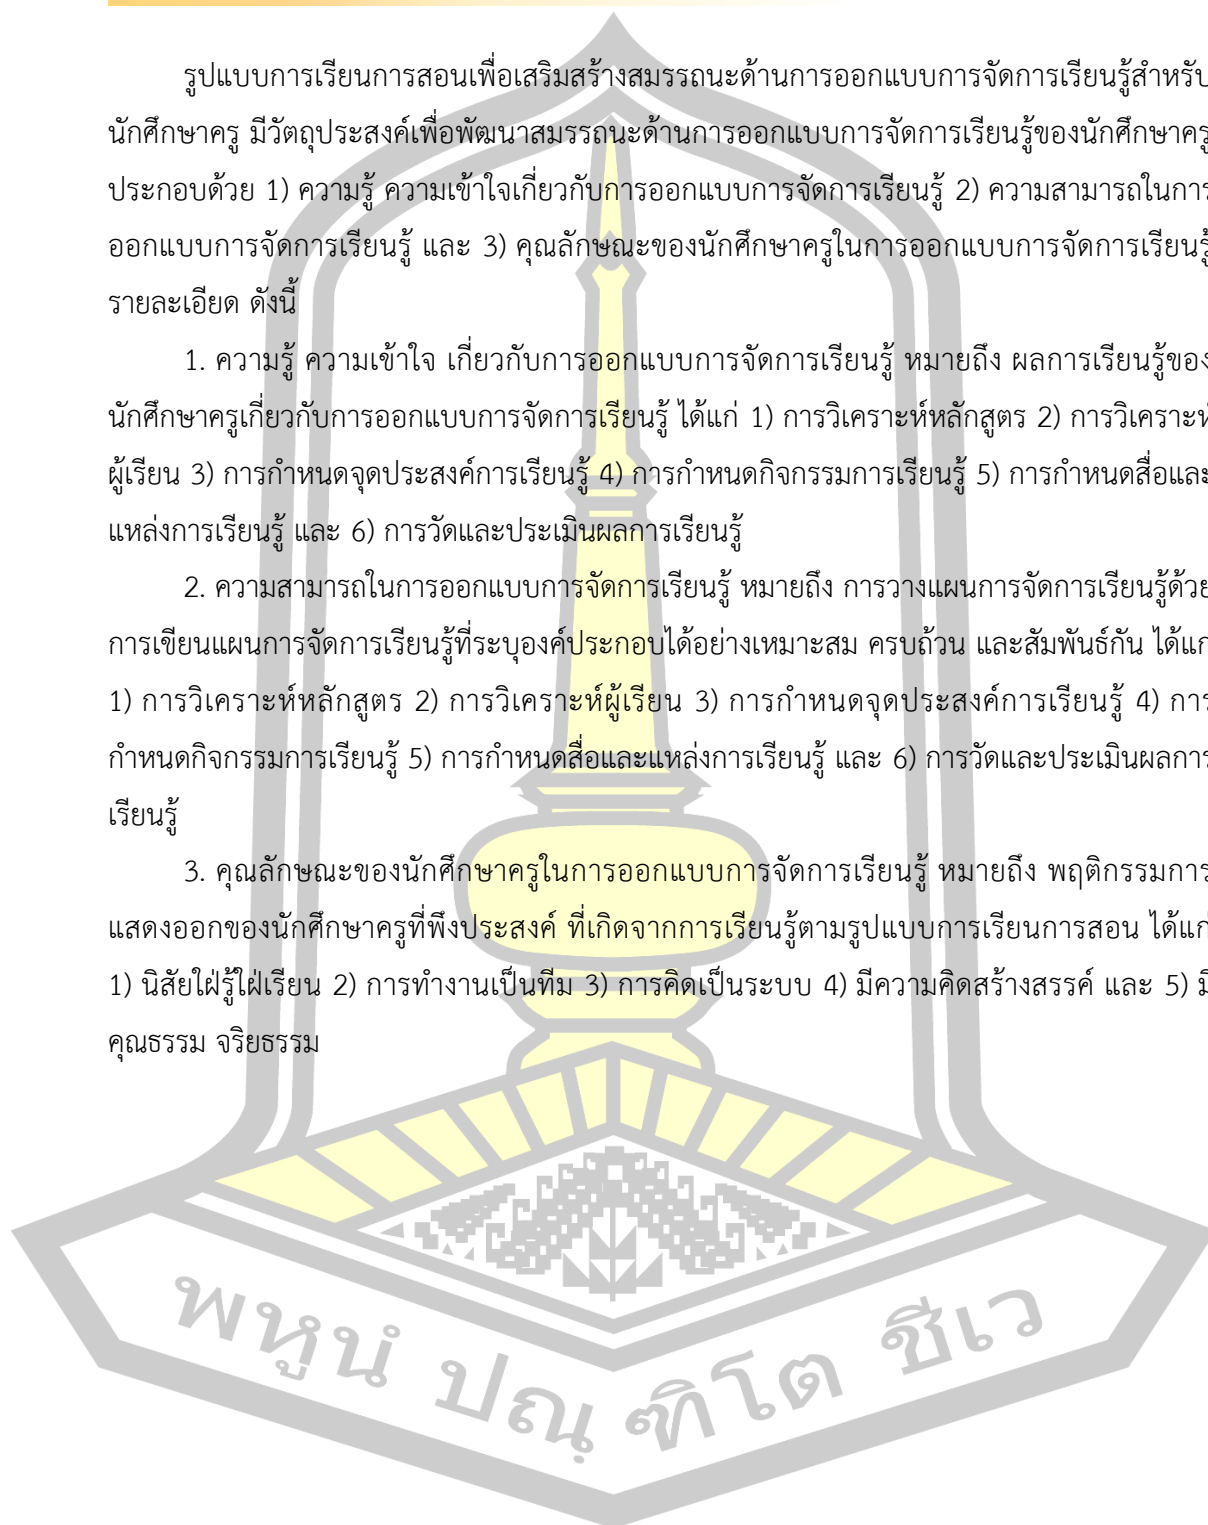 รูปแบบการเรียนการสอนเพื่อเสริมสร้างสมรรถนะด้านการออกแบบการจัดการเรียนรู้สำหรับ
นักศึกษาครู มีวัตถุประสงค์เพื่อพัฒนาสมรรถนะด้านการออกแบบการจัดการเรียนรู้ของนักศึกษาครู
ประกอบด้วย 1) ความรู้ ความเข้าใจเกี่ยวกับการออกแบบการจัดการเรียนรู้ 2) ความสามารถในการ
ออกแบบการจัดการเรียนรู้ และ 3) คุณลักษณะของนักศึกษาครูในการออกแบบการจัดการเรียนรู้
รายละเอียด ดังนี้
1. ความรู้ ความเข้าใจ เกี่ยวกับการออกแบบการจัดการเรียนรู้ หมายถึง ผลการเรียนรู้ของ
นักศึกษาครูเกี่ยวกับการออกแบบการจัดการเรียนรู้ ได้แก่ 1) การวิเคราะห์หลักสูตร 2) การวิเคราะห์
ผู้เรียน 3) การกำหนดจุดประสงค์การเรียนรู้ 4) การกำหนดกิจกรรมการเรียนรู้ 5) การกำหนดสื่อและ
แหล่งการเรียนรู้ และ 6) การวัดและประเมินผลการเรียนรู้
2. ความสามารถในการออกแบบการจัดการเรียนรู้ หมายถึง การวางแผนการจัดการเรียนรู้ด้วย
การเขียนแผนการจัดการเรียนรู้ที่ระบุองค์ประกอบได้อย่างเหมาะสม ครบถ้วน และสัมพันธ์กัน ได้แก่
1) การวิเคราะห์หลักสูตร 2) การวิเคราะห์ผู้เรียน 3) การกำหนดจุดประสงค์การเรียนรู้ 4) การ
กำหนดกิจกรรมการเรียนรู้ 5) การกำหนดสื่อและแหล่งการเรียนรู้ และ 6) การวัดและประเมินผลการ
เรียนรู้
3. คุณลักษณะของนักศึกษาครูในการออกแบบการจัดการเรียนรู้ หมายถึง พฤติกรรมการ
แสดงออกของนักศึกษาครูที่พึงประสงค์ ที่เกิดจากการเรียนรู้ตามรูปแบบการเรียนการสอน ได้แก่
1) นิสัยใฝ่รู้ใฝ่เรียน 2) การทำงานเป็นทีม 3) การคิดเป็นระบบ 4) มีความคิดสร้างสรรค์ และ 5) มี
คุณธรรม จริยธรรม
พหูนํ ปณฺฑิโต ชีเว